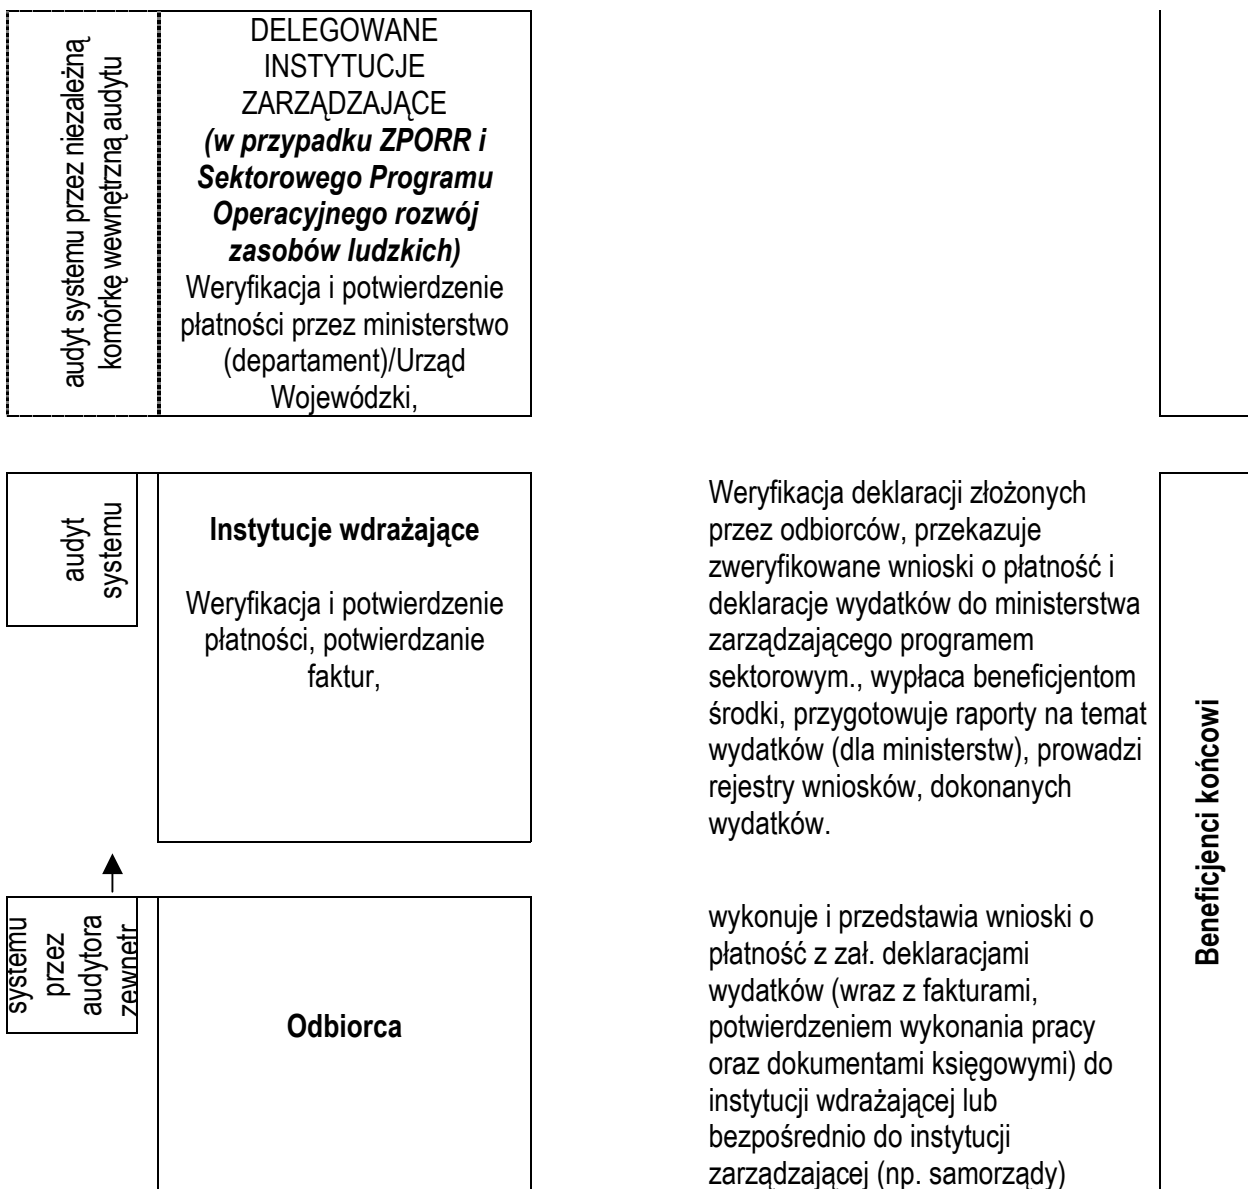 audyt systemu przez niezależną
komórkę wewnętrzną audytu
DELEGOWANE
INSTYTUCJE
ZARZĄDZAJĄCE
(w przypadku ZPORR i
Sektorowego Programu
Operacyjnego rozwój
zasobów ludzkich)
Weryfikacja i potwierdzenie
płatności przez ministerstwo
(departament)/Urząd
Wojewódzki,
audyt
systemu
Instytucje wdrażające
Weryfikacja i potwierdzenie
płatności, potwierdzanie
faktur,
Weryfikacja deklaracji złożonych
przez odbiorców, przekazuje
zweryfikowane wnioski o płatność i
deklaracje wydatków do ministerstwa
zarządzającego programem
sektorowym., wypłaca beneficjentom
środki, przygotowuje raporty na temat
wydatków (dla ministerstw), prowadzi
rejestry wniosków, dokonanych
wydatków.
Beneficjenci końcowi
systemu
przez
audytora
zewnętr
Odbiorca
wykonuje i przedstawia wnioski o
płatność z zał. deklaracjami
wydatków (wraz z fakturami,
potwierdzeniem wykonania pracy
oraz dokumentami księgowymi) do
instytucji wdrażającej lub
bezpośrednio do instytucji
zarządzającej (np. samorządy)